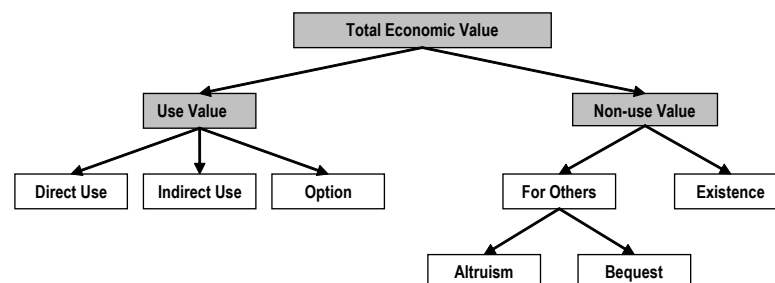 Total Economic Value
Use Value
Non-use Value
Direct Use
Indirect Use
Option
For Others
Existence
Altruism
Bequest